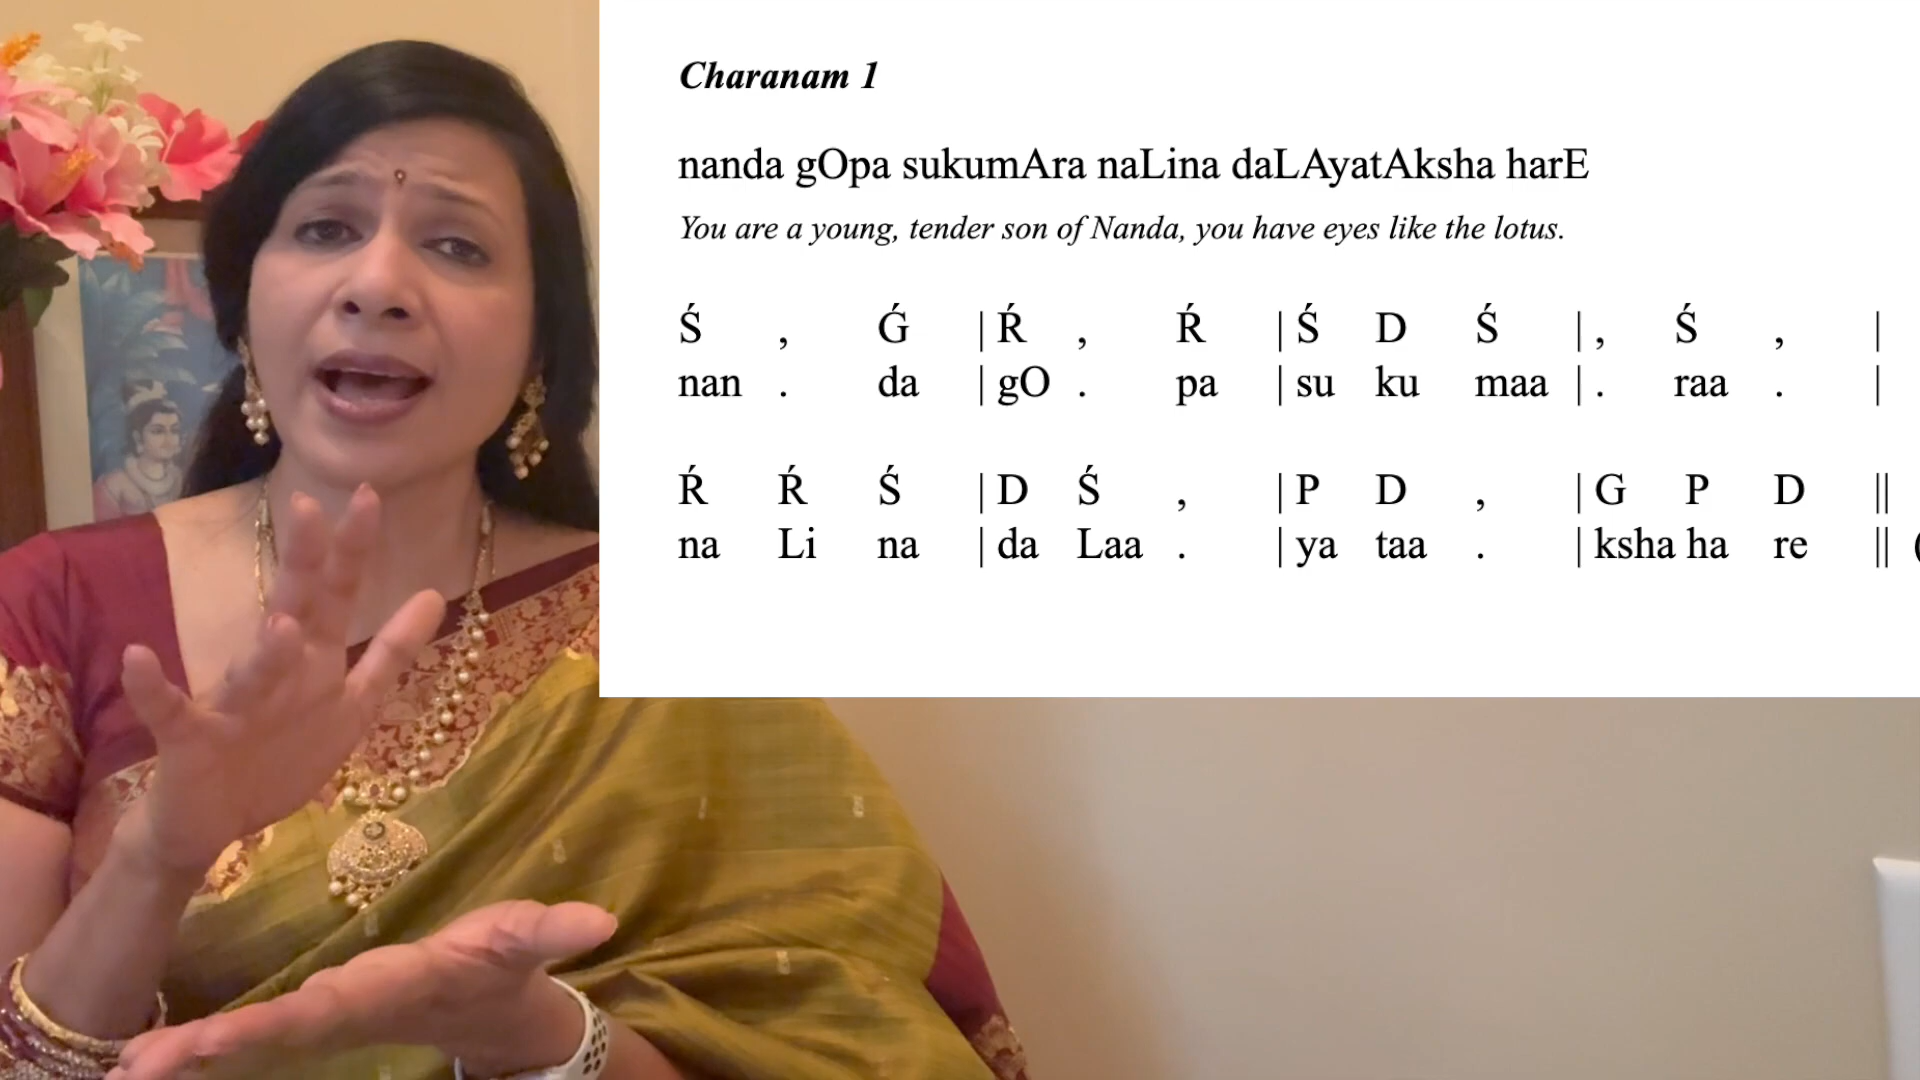 Charanam 1
nanda gOpa sukumAra naLina daLAyatAksha harE
You are a young, tender son of Nanda, you have eyes like the lotus.
Ś , Ǵ | Ŕ , Ŕ | Ś D Ś | , Ś , |
nan . da | gO . pa | su ku maa | . raa . |
Ŕ Ŕ Ś | D Ś , | P D , | G P D ||
na Li na | da Laa . | ya taa . | ksha ha re || (